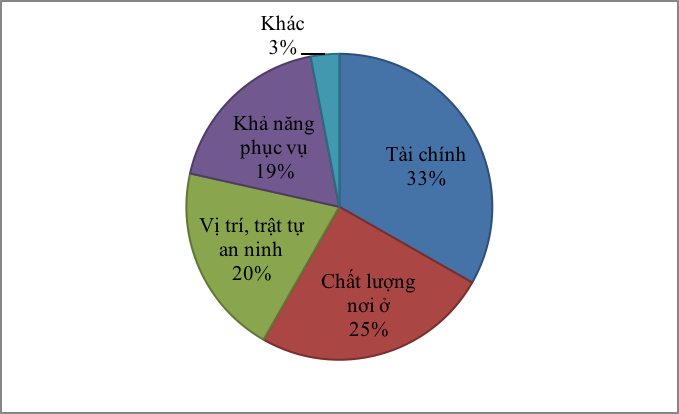 Khác
3%
Tài chính
33%
Chất lượng
nơi ở
25%
Vị trí, trật tự
an ninh
20%
Khả năng
phục vụ
19%